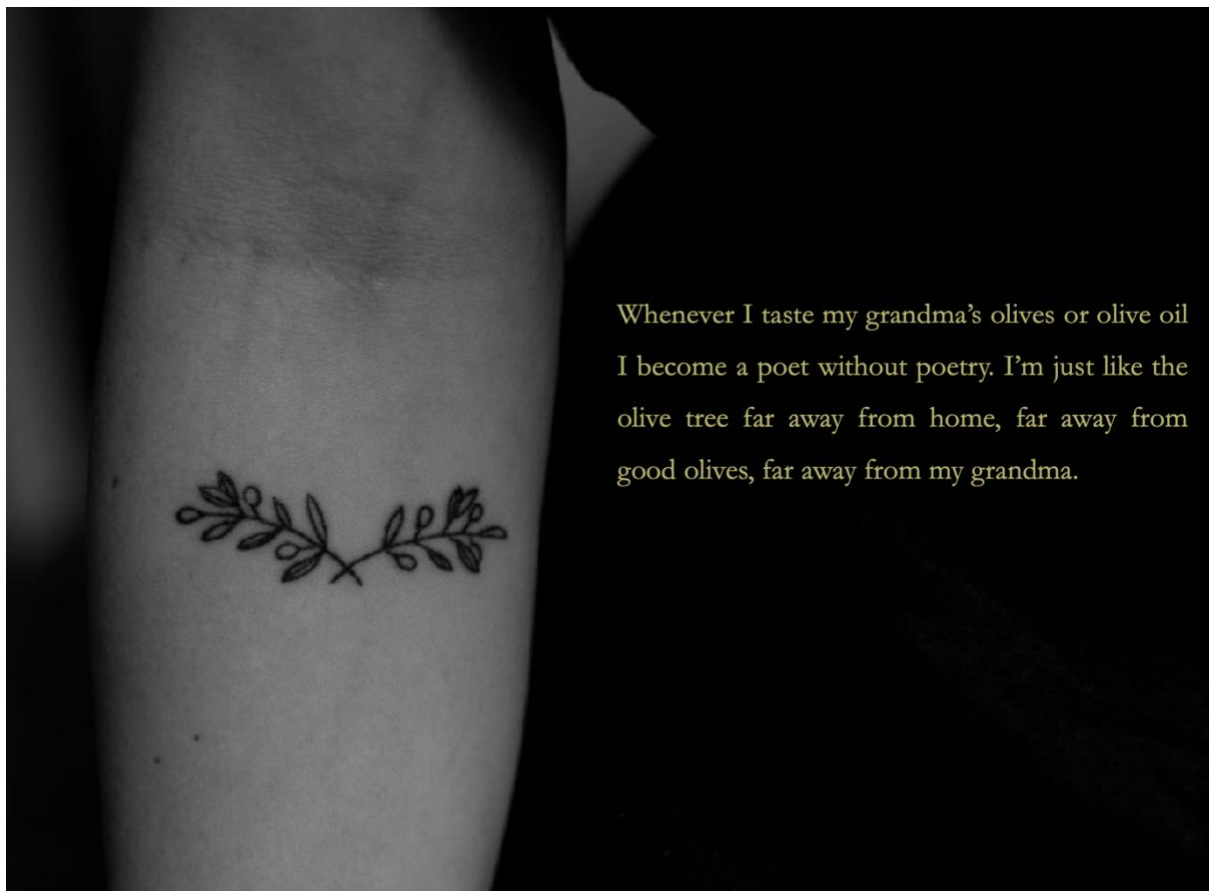 Whenever I taste my grandma’s olives or olive oil
I become a poet without poetry. I’m just like the
olive tree far away from home, far away from
good olives, far away from my grandma.